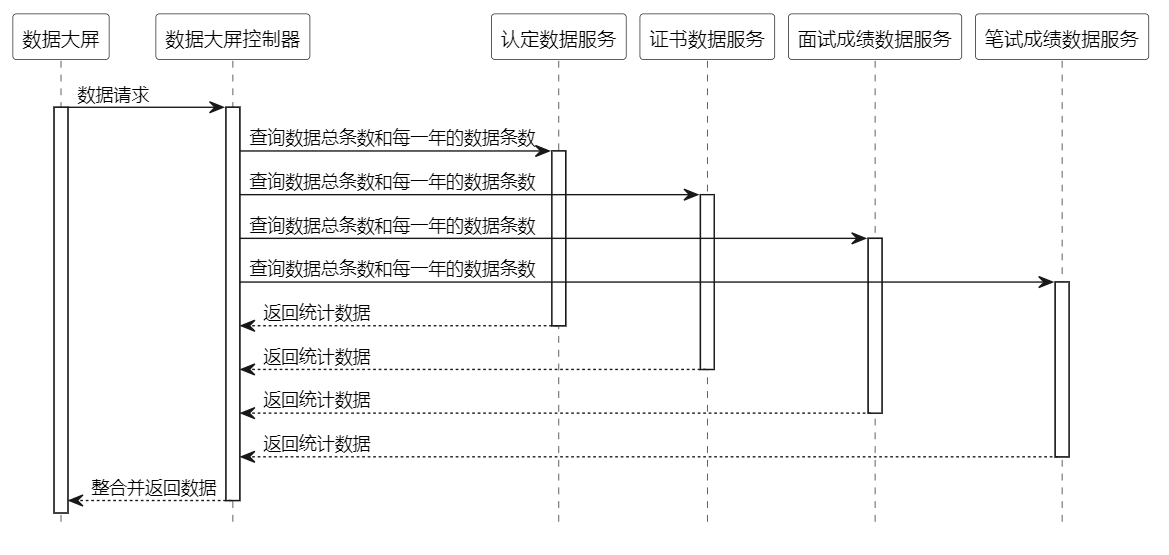 数据大屏
数据大屏控制器
认定数据服务
证书数据服务
面试成绩数据服务
笔试成绩数据服务
数据请求
查询数据总条数和每一年的数据条数
查询数据总条数和每一年的数据条数
查询数据总条数和每一年的数据条数
查询数据总条数和每一年的数据条数
返回统计数据
返回统计数据
返回统计数据
返回统计数据
整合并返回数据